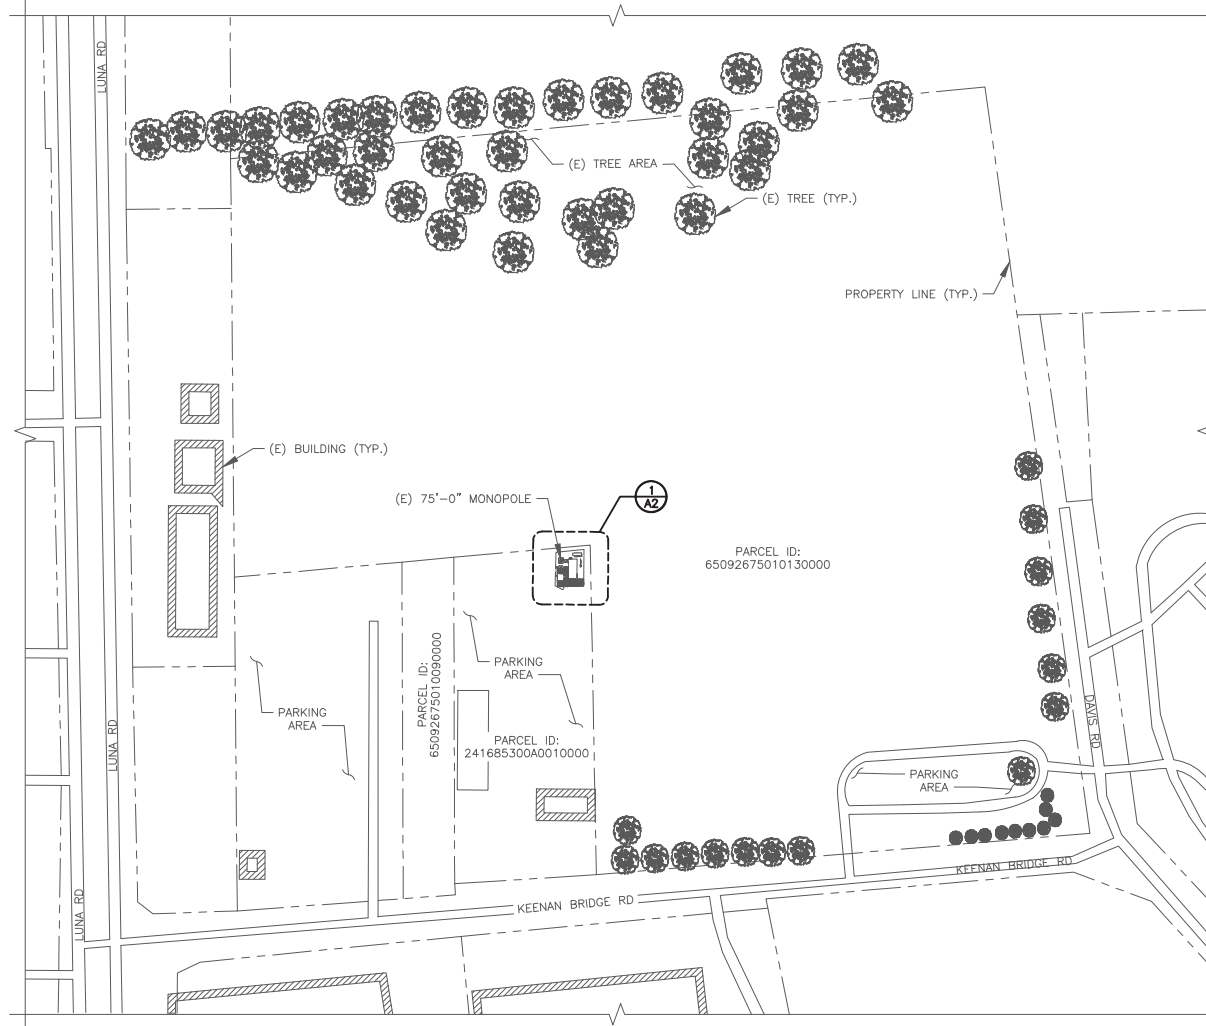 LUNA RD
(E) TREE AREA
(E) TREE (TYP.)
PROPERTY LINE (TYP.)
(E) BUILDING (TYP.)
(E) 75'-0" MONOPOLE
1
A2
PARCEL ID:
65092675010130000
PARCEL ID:
65092675010090000
PARKING
AREA
PARKING
AREA
PARCEL ID:
241685300A0010000
LUNA RD
DAVIS RD
PARKING
AREA
KEENAN BRIDGE RD
KEENAN BRIDGE RD
LUNA RD